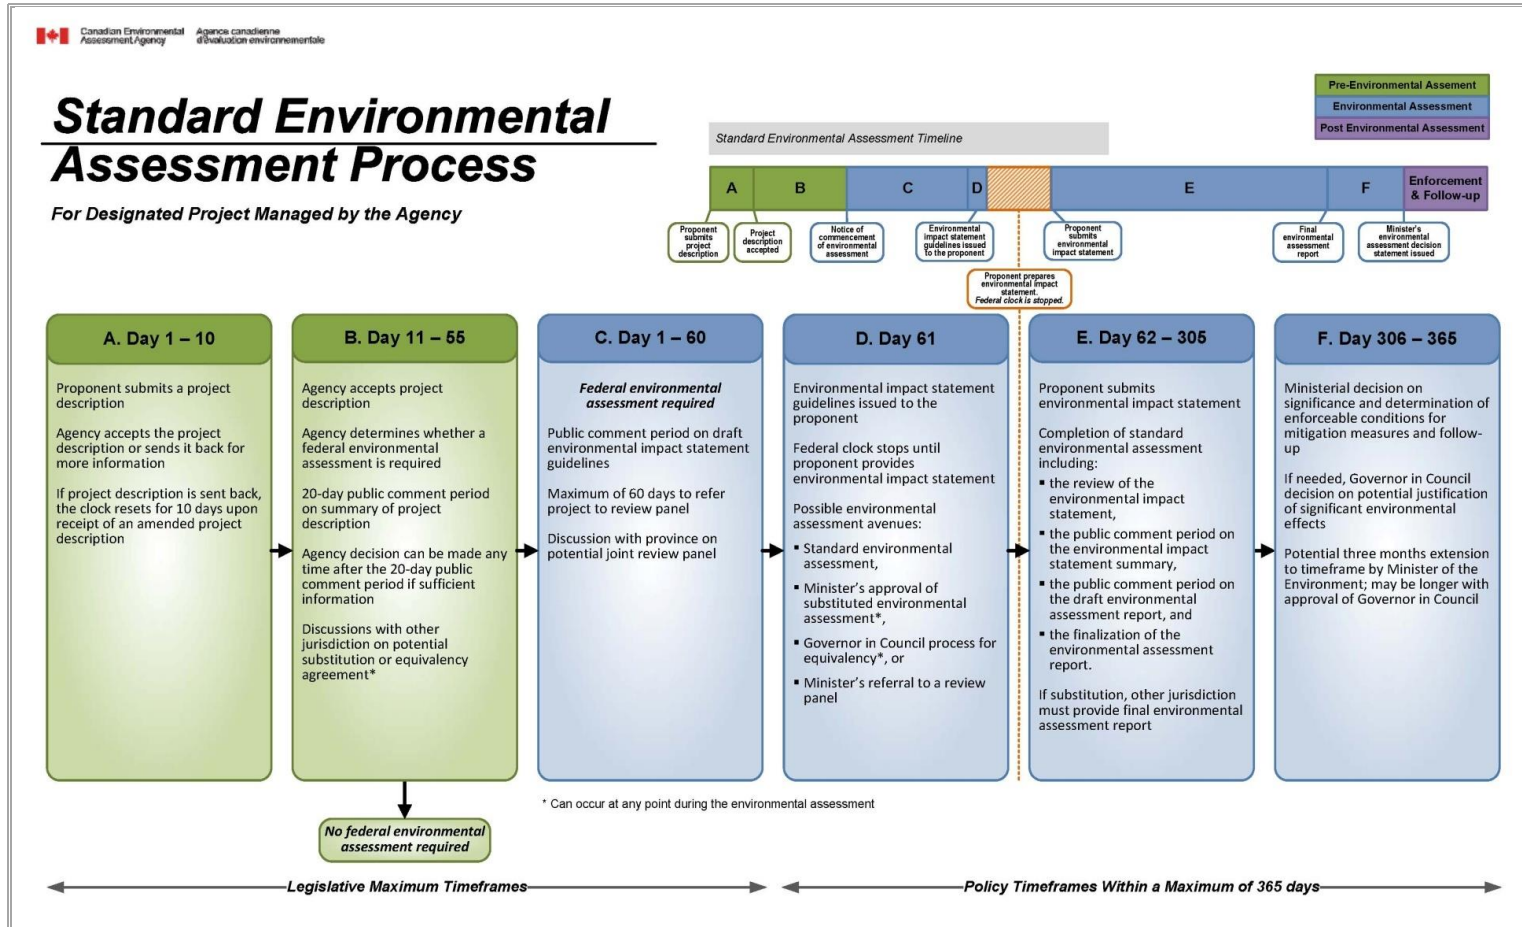 Canadian Environmental
Assessment Agency
Agence canadienne
d'évaluation environnementale
Standard Environmental
Assessment Process
For Designated Project Managed by the Agency
Pre-Environmental Assement
Environmental Assessment
Post Environmental Assessment
Standard Environmental Assessment Timeline
A
B
C
D
E
F
Enforcement
& Follow-up
Proponent
submits
project
description
Project
description
accepted
Notice of
commencement
of environmental
assessment
Environmental
impact statement
guidelines issued
to the proponent
Proponent
submits
environmental
impact statement
Final
environmental
assessment
report
Minister's
environmental
assessment decision
statement issued
Proponent prepares
environmental impact
statement.
Federal clock is stopped.
A. Day 1 – 10
Proponent submits a project
description
Agency accepts the project
description or sends it back for
more information
If project description is sent back,
the clock resets for 10 days upon
receipt of an amended project
description
B. Day 11 – 55
Agency accepts project
description
Agency determines whether a
federal environmental
assessment is required
20-day public comment period
on summary of project
description
Agency decision can be made any
time after the 20-day public
comment period if sufficient
information
Discussions with other
jurisdiction on potential
substitution or equivalency
agreement*
No federal environmental
assessment required
C. Day 1 – 60
Federal environmental
assessment required
Public comment period on draft
environmental impact statement
guidelines
Maximum of 60 days to refer
project to review panel
Discussion with province on
potential joint review panel
D. Day 61
Environmental impact statement
guidelines issued to the
proponent
Federal clock stops until
proponent provides
environmental impact statement
Possible environmental
assessment avenues:
▪ Standard environmental
assessment,
▪ Minister's approval of
substituted environmental
assessment*,
▪ Governor in Council process for
equivalency*, or
▪ Minister's referral to a review
panel
E. Day 62 – 305
Proponent submits
environmental impact statement
Completion of standard
environmental assessment
including:
▪ the review of the
environmental impact
statement,
▪ the public comment period on
the environmental impact
statement summary,
▪ the public comment period on
the draft environmental
assessment report, and
▪ the finalization of the
environmental assessment
report.
If substitution, other jurisdiction
must provide final environmental
assessment report
F. Day 306 – 365
Ministerial decision on
significance and determination of
enforceable conditions for
mitigation measures and follow-
up
If needed, Governor in Council
decision on potential justification
of significant environmental
effects
Potential three months extension
to timeframe by Minister of the
Environment; may be longer with
approval of Governor in Council
* Can occur at any point during the environmental assessment
Legislative Maximum Timeframes
Policy Timeframes Within a Maximum of 365 days